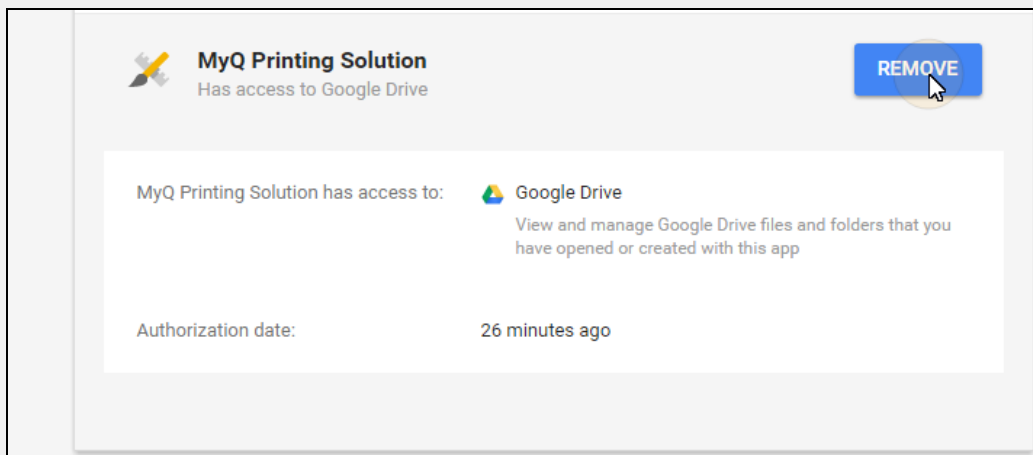 MyQ Printing Solution
Has access to Google Drive
REMOVE
MyQ Printing Solution has access to:
Google Drive
View and manage Google Drive files and folders that you
have opened or created with this app
Authorization date:
26 minutes ago